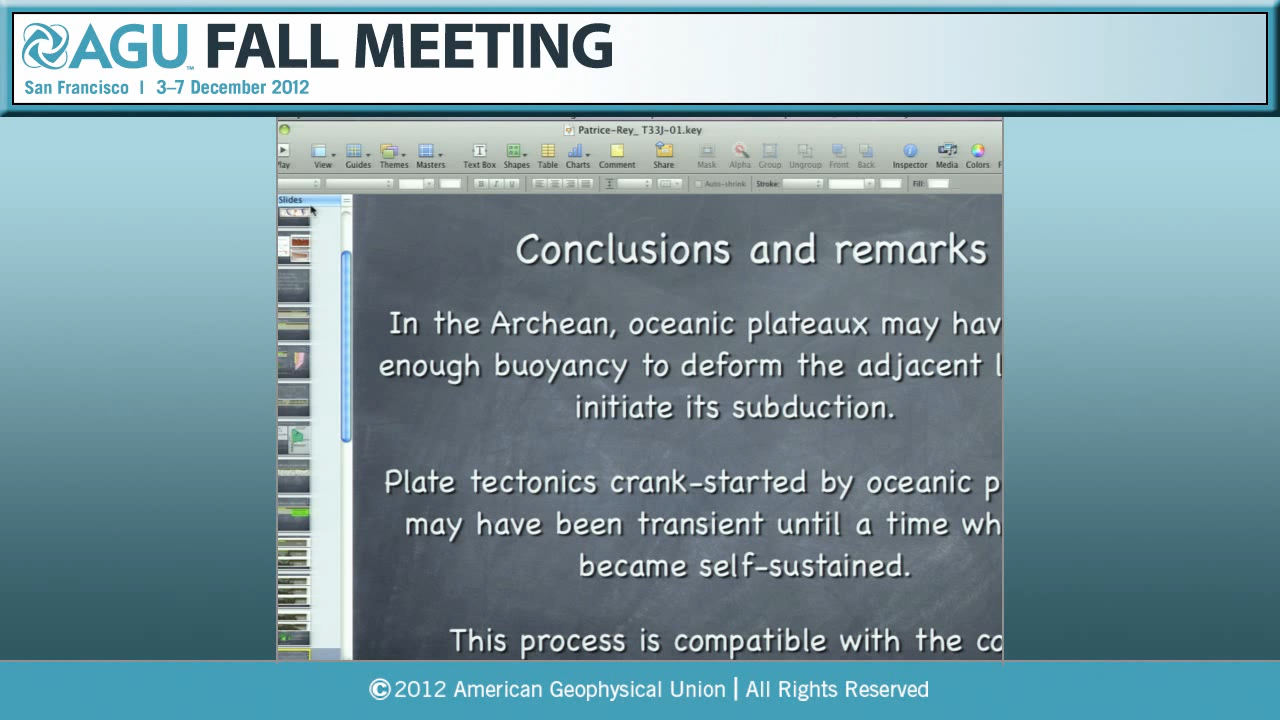 AGU FALL MEETING
San Francisco | 3–7 December 2012
Patrice-Rey_ T33J-01.key
View Guides Themes Masters Text Box Shapes Table Charts Comment Share Mask Alpha Group Ungroup Front Back Inspector Media Colors
B I U Auto-shrink Stroke: Fill:
Slides
Conclusions and remarks
In the Archean, oceanic plateaux may
enough buoyancy to deform the adjacent
initiate its subduction.
Plate tectonics crank-started by oceanic
may have been transient until a time
became self-sustained.
This process is compatible with the
©2012 American Geophysical Union | All Rights Reserved